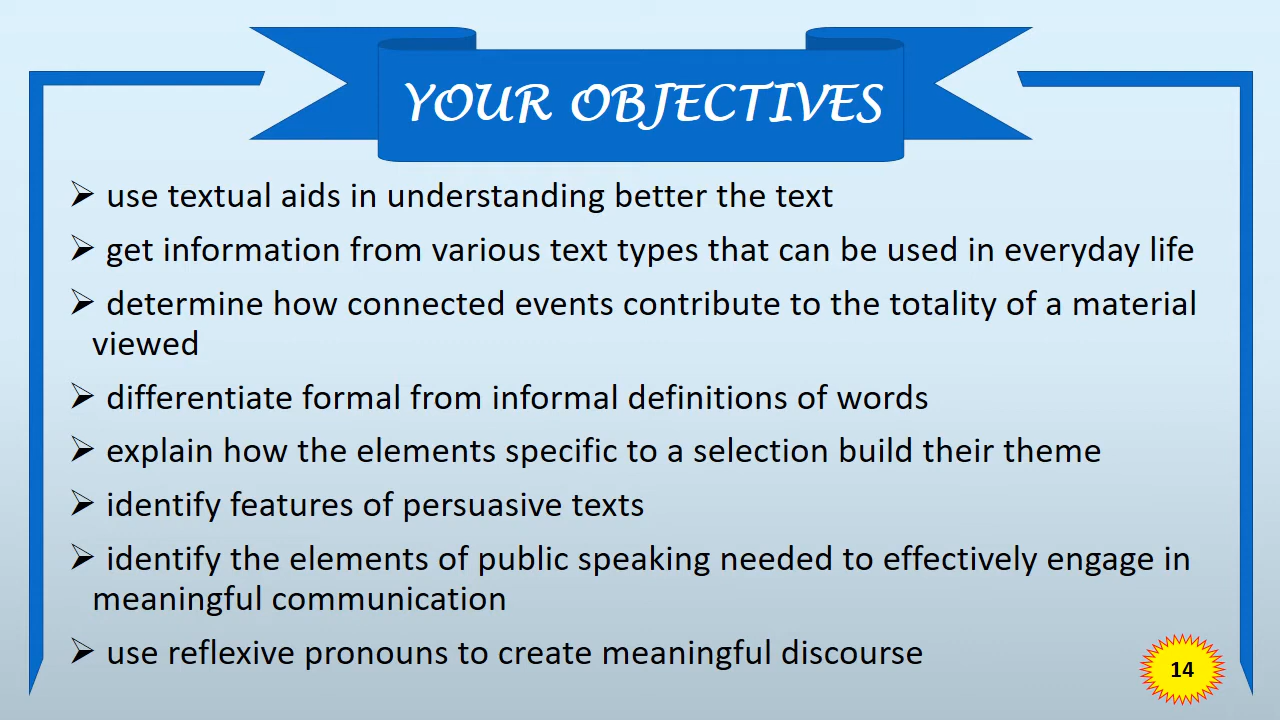 YOUR OBJECTIVES
➢ use textual aids in understanding better the text
➢ get information from various text types that can be used in everyday life
➢ determine how connected events contribute to the totality of a material
viewed
➢ differentiate formal from informal definitions of words
➢ explain how the elements specific to a selection build their theme
➢ identify features of persuasive texts
➢ identify the elements of public speaking needed to effectively engage in
meaningful communication
➢ use reflexive pronouns to create meaningful discourse
14